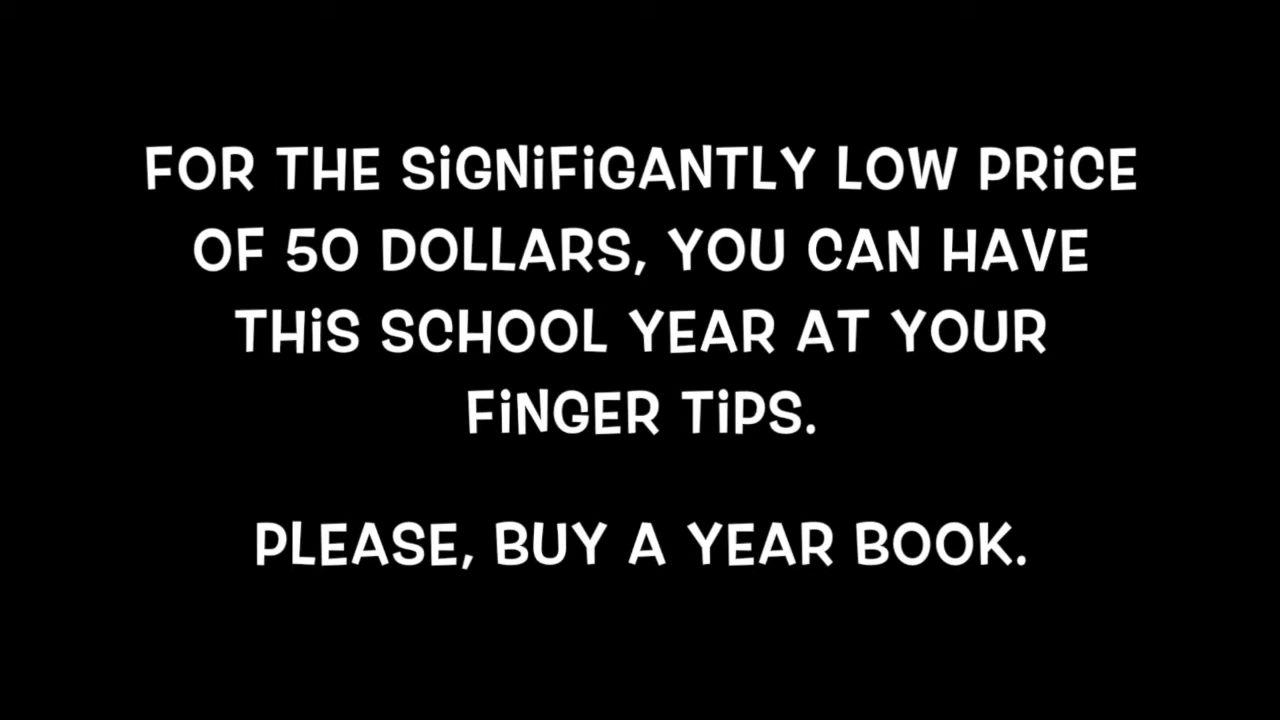 FOR THE SiGNiFiGANTLY LOW PRiCE
OF 50 DOLLARS, YOU CAN HAVE
THiS SCHOOL YEAR AT YOUR
FiNGER TiPS.
PLEASE, BUY A YEAR BOOK.